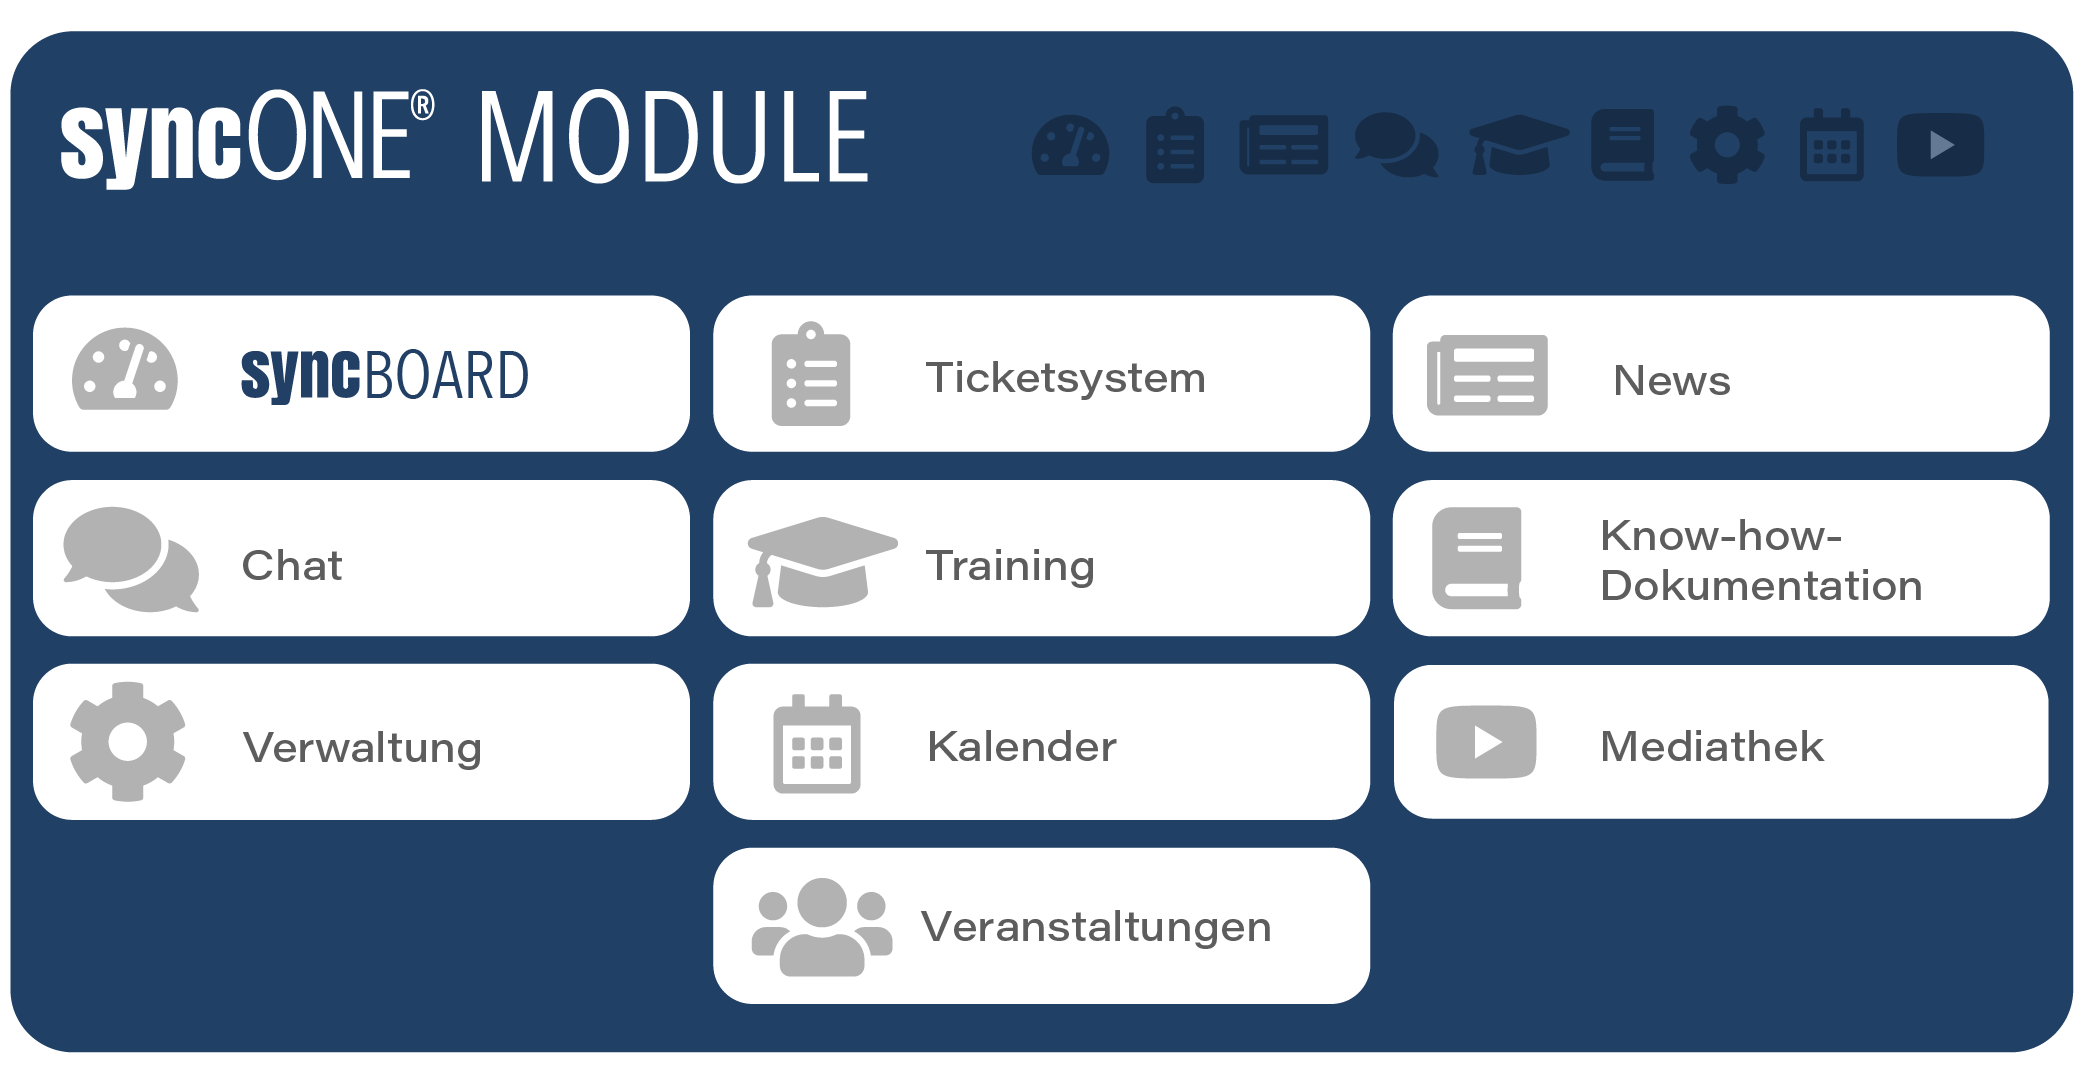 syncONE® MODULE
syncBOARD
Ticketsystem
News
Chat
Training
Know-how-
Dokumentation
Verwaltung
Kalender
Mediathek
Veranstaltungen